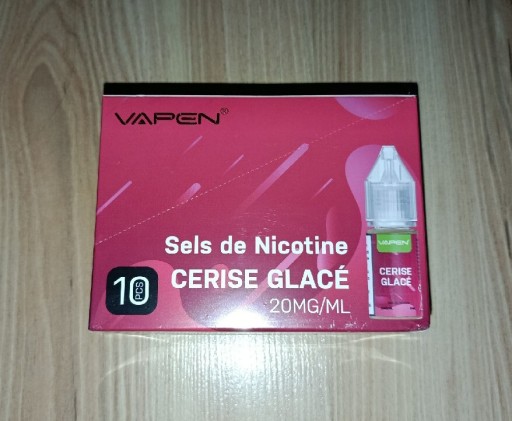 VAPEN®
Sels de Nicotine
CERISE GLACÉ
20MG/ML
10 PCS
VAPEN
CERISE
GLACÉ